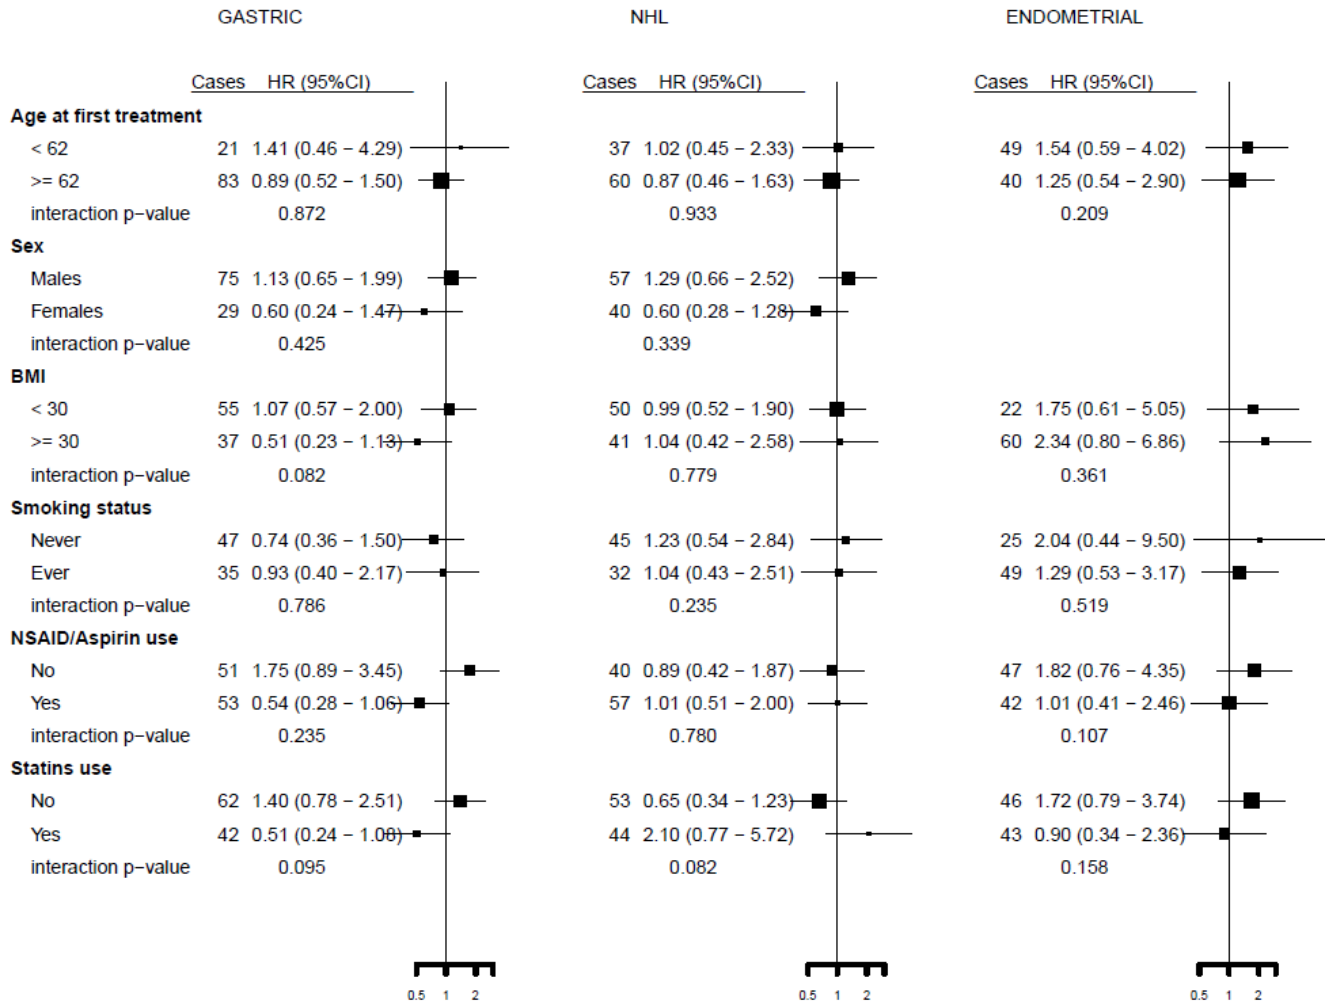 GASTRIC NHL ENDOMETRIAL
Cases HR (95%CI) Cases HR (95%CI) Cases HR (95%CI)
Age at first treatment
< 62 21 1.41 (0.46 − 4.29) 37 1.02 (0.45 − 2.33) 49 1.54 (0.59 − 4.02)
>= 62 83 0.89 (0.52 − 1.50) 60 0.87 (0.46 − 1.63) 40 1.25 (0.54 − 2.90)
interaction p−value 0.872 0.933 0.209
Sex
Males 75 1.13 (0.65 − 1.99) 57 1.29 (0.66 − 2.52)
Females 29 0.60 (0.24 − 1.47) 40 0.60 (0.28 − 1.28)
interaction p−value 0.425 0.339
BMI
< 30 55 1.07 (0.57 − 2.00) 50 0.99 (0.52 − 1.90) 22 1.75 (0.61 − 5.05)
>= 30 37 0.51 (0.23 − 1.13) 41 1.04 (0.42 − 2.58) 60 2.34 (0.80 − 6.86)
interaction p−value 0.082 0.779 0.361
Smoking status
Never 47 0.74 (0.36 − 1.50) 45 1.23 (0.54 − 2.84) 25 2.04 (0.44 − 9.50)
Ever 35 0.93 (0.40 − 2.17) 32 1.04 (0.43 − 2.51) 49 1.29 (0.53 − 3.17)
interaction p−value 0.786 0.235 0.519
NSAID/Aspirin use
No 51 1.75 (0.89 − 3.45) 40 0.89 (0.42 − 1.87) 47 1.82 (0.76 − 4.35)
Yes 53 0.54 (0.28 − 1.06) 57 1.01 (0.51 − 2.00) 42 1.01 (0.41 − 2.46)
interaction p−value 0.235 0.780 0.107
Statins use
No 62 1.40 (0.78 − 2.51) 53 0.65 (0.34 − 1.23) 46 1.72 (0.79 − 3.74)
Yes 42 0.51 (0.24 − 1.08) 44 2.10 (0.77 − 5.72) 43 0.90 (0.34 − 2.36)
interaction p−value 0.095 0.082 0.158
0.5 1 2 0.5 1 2 0.5 1 2